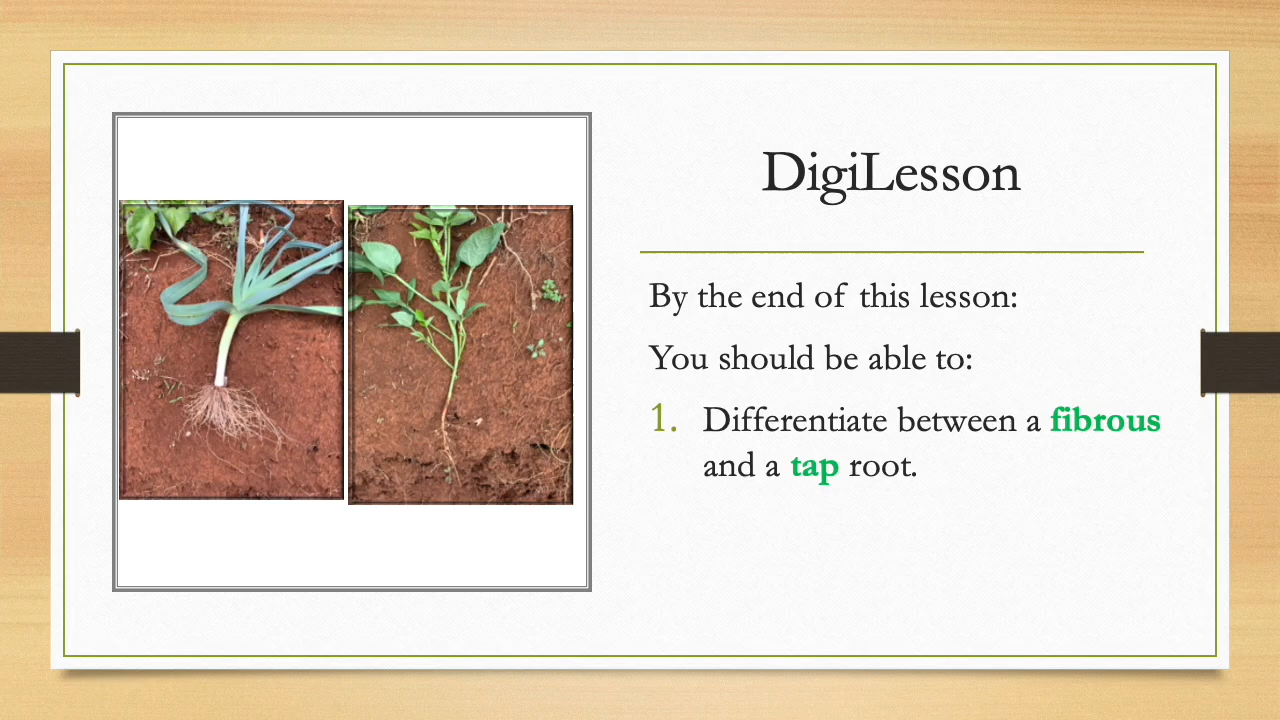 DigiLesson
By the end of this lesson:
You should be able to:
1. Differentiate between a fibrous
and a tap root.